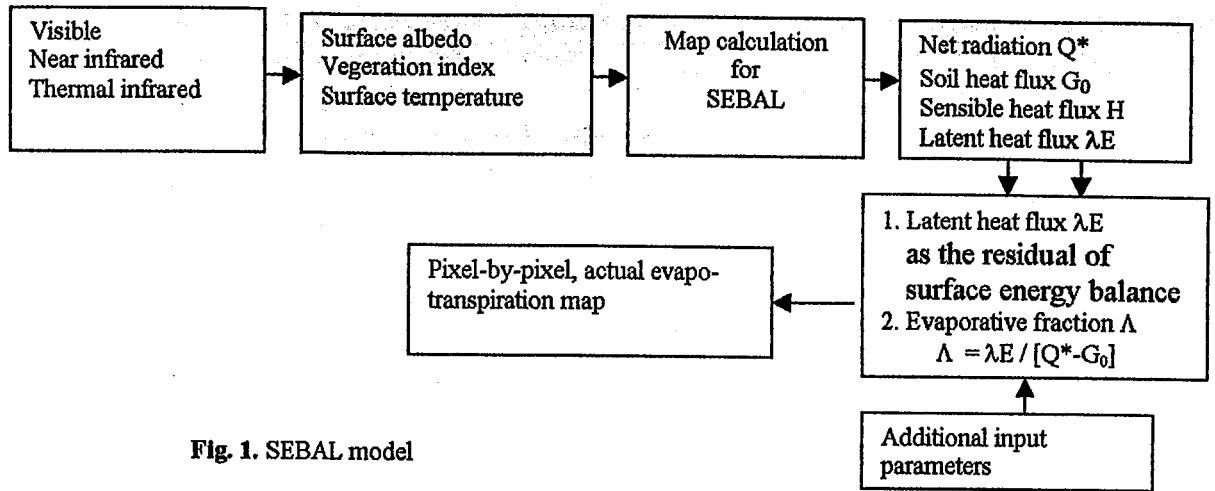 Visible
Near infrared
Thermal infrared
Surface albedo
Vegeration index
Surface temperature
Map calculation
for
SEBAL
Net radiation Q*
Soil heat flux G₀
Sensible heat flux H
Latent heat flux λE
1. Latent heat flux λE
as the residual of
surface energy balance
2. Evaporative fraction Λ
Λ = λE / [Q*-G₀]
Pixel-by-pixel, actual evapo-
transpiration map
Additional input
parameters
Fig. 1. SEBAL model